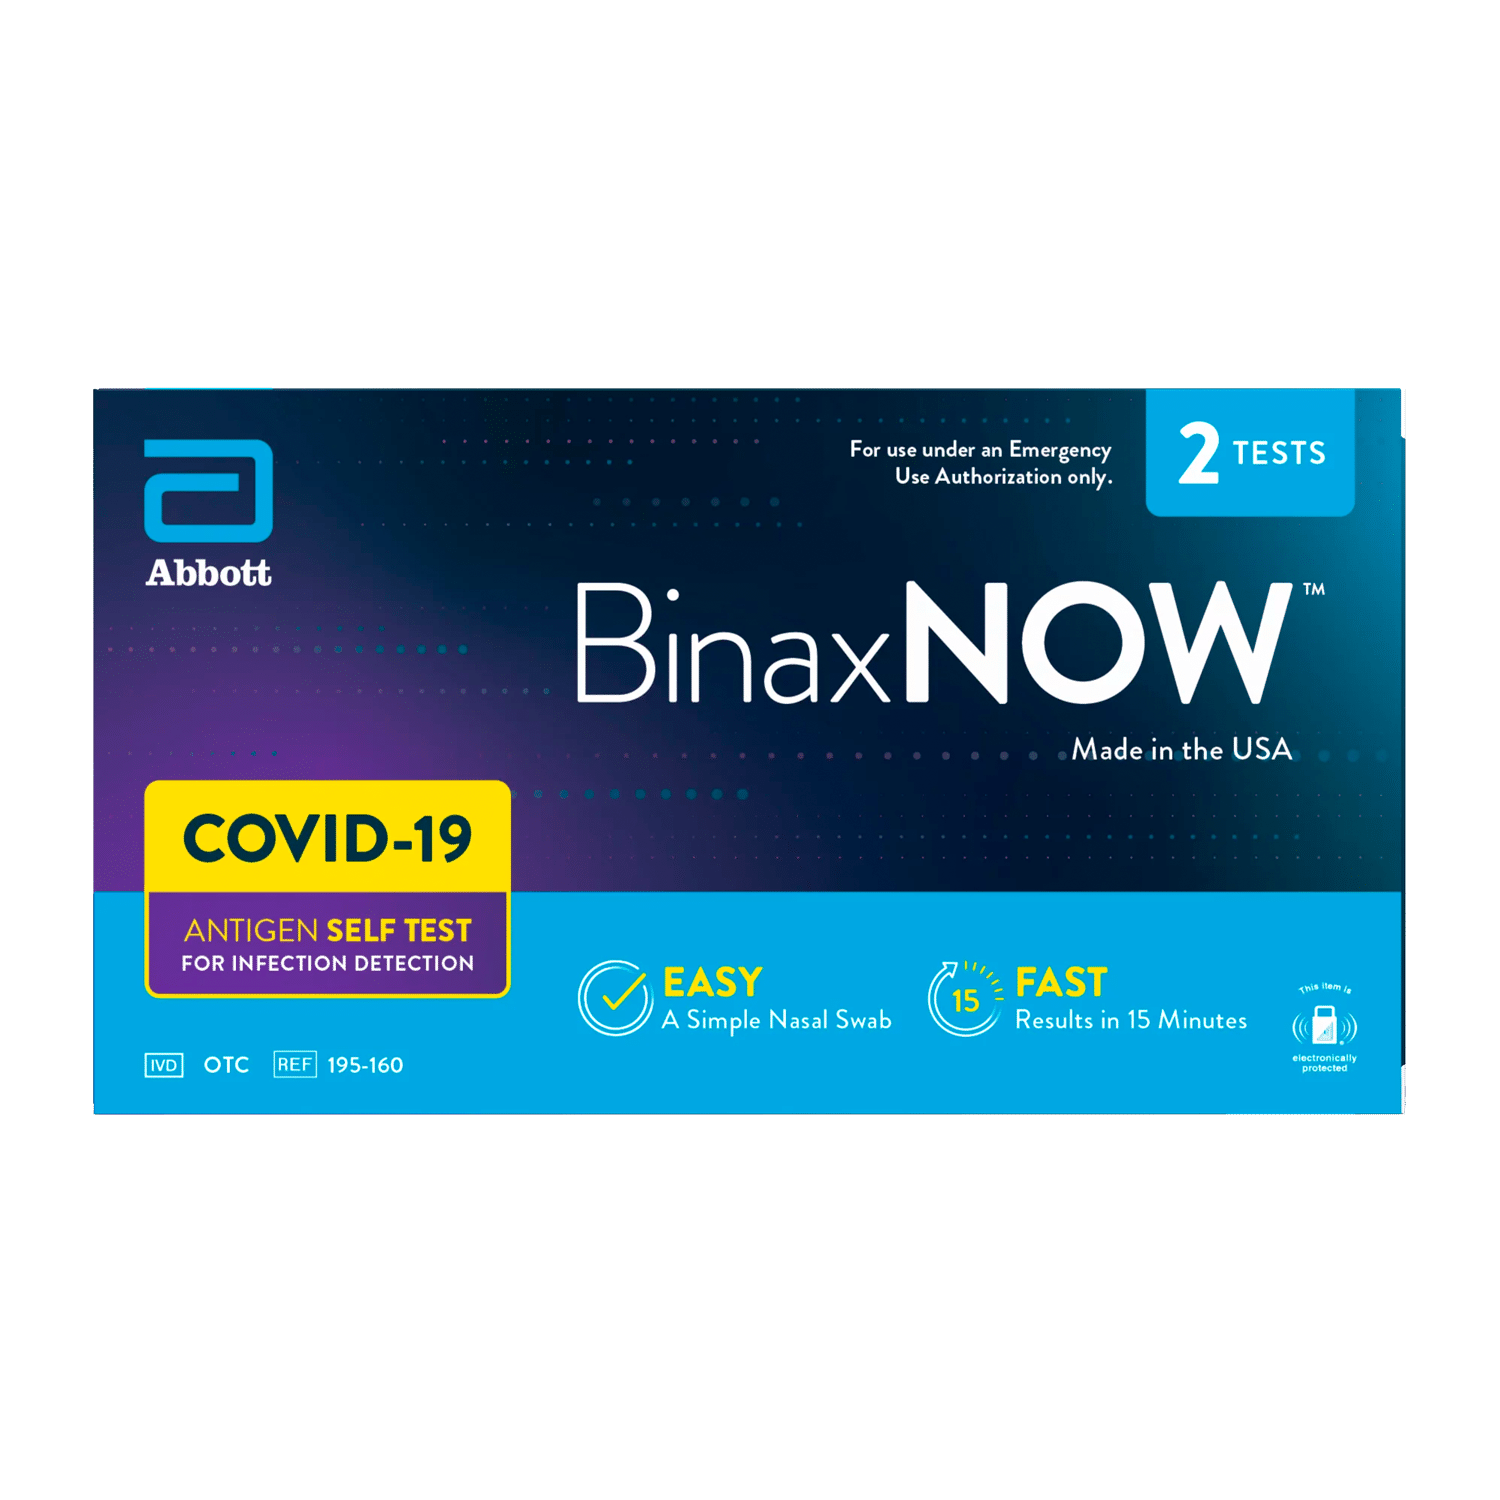 Abbott
For use under an Emergency
Use Authorization only.
2 TESTS
BinaxNOW™
Made in the USA
COVID-19
ANTIGEN SELF TEST
FOR INFECTION DETECTION
EASY
A Simple Nasal Swab
15
FAST
Results in 15 Minutes
This item is
electronically
protected
IVD OTC REF 195-160